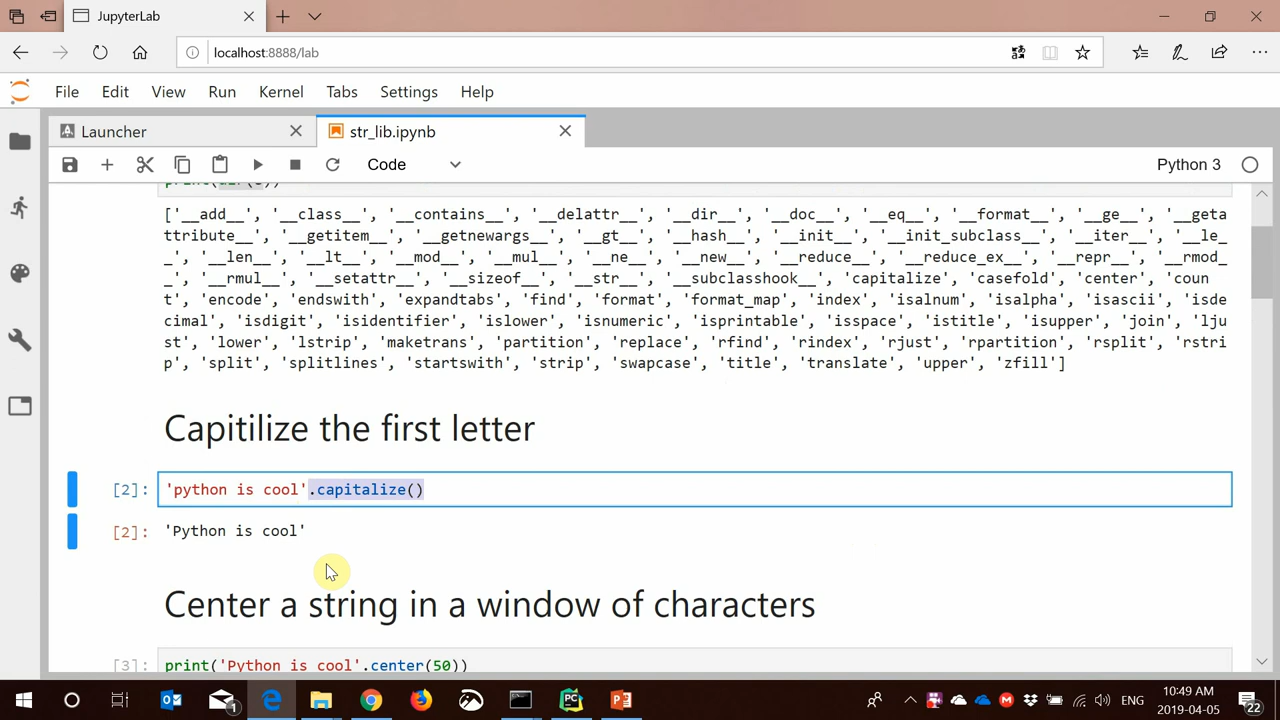 JupyterLab
localhost:8888/lab
File Edit View Run Kernel Tabs Settings Help
Launcher
str_lib.ipynb
Code
Python 3
print(dir(s))
['__add__', '__class__', '__contains__', '__delattr__', '__dir__', '__doc__', '__eq__', '__format__', '__ge__', '__geta
ttribute__', '__getitem__', '__getnewargs__', '__gt__', '__hash__', '__init__', '__init_subclass__', '__iter__', '__le_
_', '__len__', '__lt__', '__mod__', '__mul__', '__ne__', '__new__', '__reduce__', '__reduce_ex__', '__repr__', '__rmod_
_', '__rmul__', '__setattr__', '__sizeof__', '__str__', '__subclasshook__', 'capitalize', 'casefold', 'center', 'coun
t', 'encode', 'endswith', 'expandtabs', 'find', 'format', 'format_map', 'index', 'isalnum', 'isalpha', 'isascii', 'isde
cimal', 'isdigit', 'isidentifier', 'islower', 'isnumeric', 'isprintable', 'isspace', 'istitle', 'isupper', 'join', 'lju
st', 'lower', 'lstrip', 'maketrans', 'partition', 'replace', 'rfind', 'rindex', 'rjust', 'rpartition', 'rsplit', 'rstri
p', 'split', 'splitlines', 'startswith', 'strip', 'swapcase', 'title', 'translate', 'upper', 'zfill']
Capitilize the first letter
[2]: 'python is cool'.capitalize()
[2]: 'Python is cool'
Center a string in a window of characters
[3]: print('Python is cool'.center(50))
ENG
10:49 AM
2019-04-05
22
1